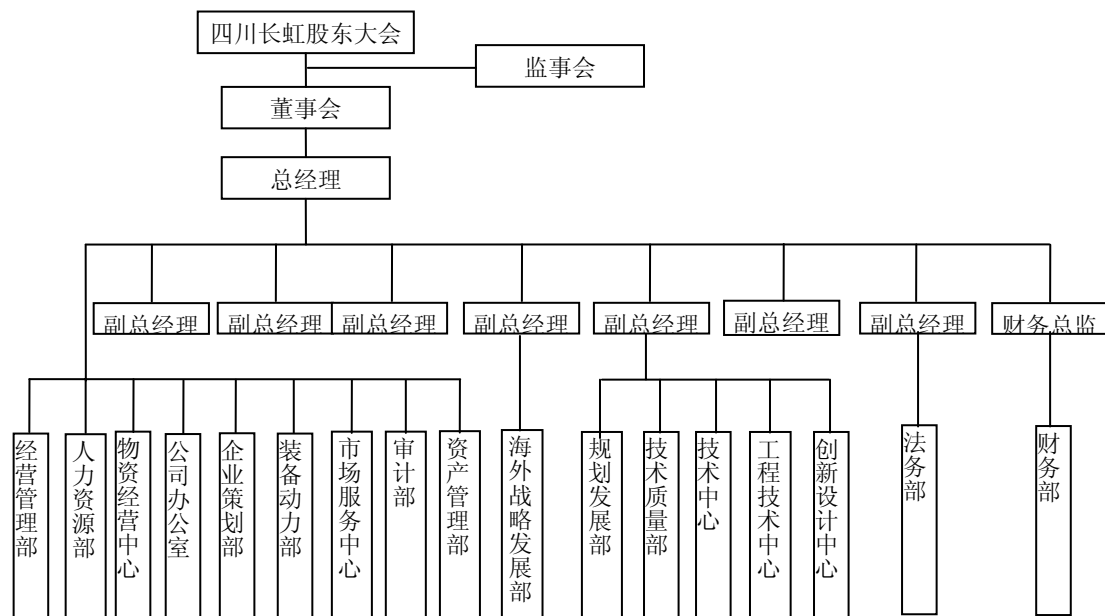 四川长虹股东大会
监事会
董事会
总经理
副总经理
副总经理
副总经理
副总经理
副总经理
副总经理
副总经理
财务总监
经营管理部
人力资源部
物资经营中心
公司办公室
企业策划部
装备动力部
市场服务中心
审计部
资产管理部
海外战略发展部
规划发展部
技术质量部
技术中心
工程技术中心
创新设计中心
法务部
财务部